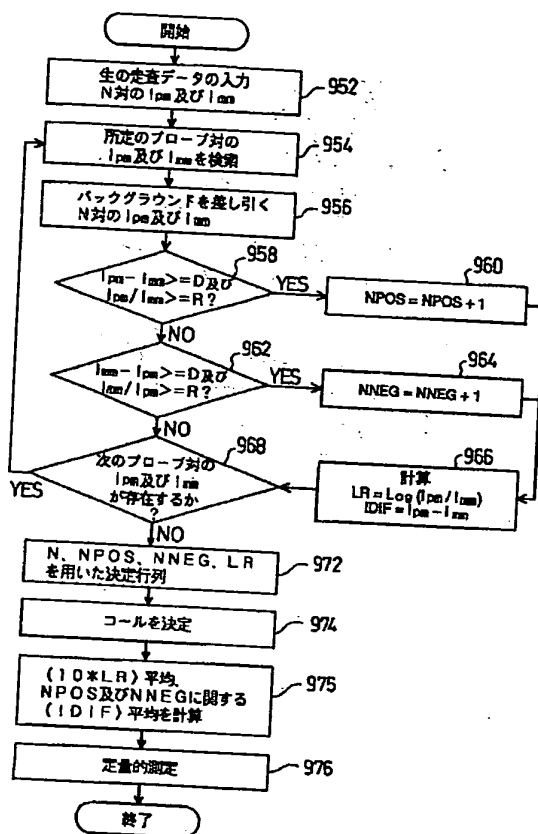 開始
生の走査データの入力
N対のIpm及びImm
952
所定のプローブ対の
Ipm及びImmを検索
954
バックグラウンドを差し引く
N対のIpm及びImm
956
958
Ipm－Imm>=D及び
Ipm/Imm>=R?
YES
960
NPOS=NPOS+1
NO
962
Imm－Ipm>=D及び
Imm/Ipm>=R?
YES
964
NNEG=NNEG+1
NO
968
次のプローブ対の
Ipm及びImm
が存在するか
?
YES
966
計算
LR=Log(Ipm/Imm)
IDIF=Ipm－Imm
NO
N、NPOS、NNEG、LR
を用いた決定行列
972
コールを決定
974
(10*LR)平均、
NPOS及びNNEGに関する
(IDIF)平均を計算
975
定量的測定
976
終了